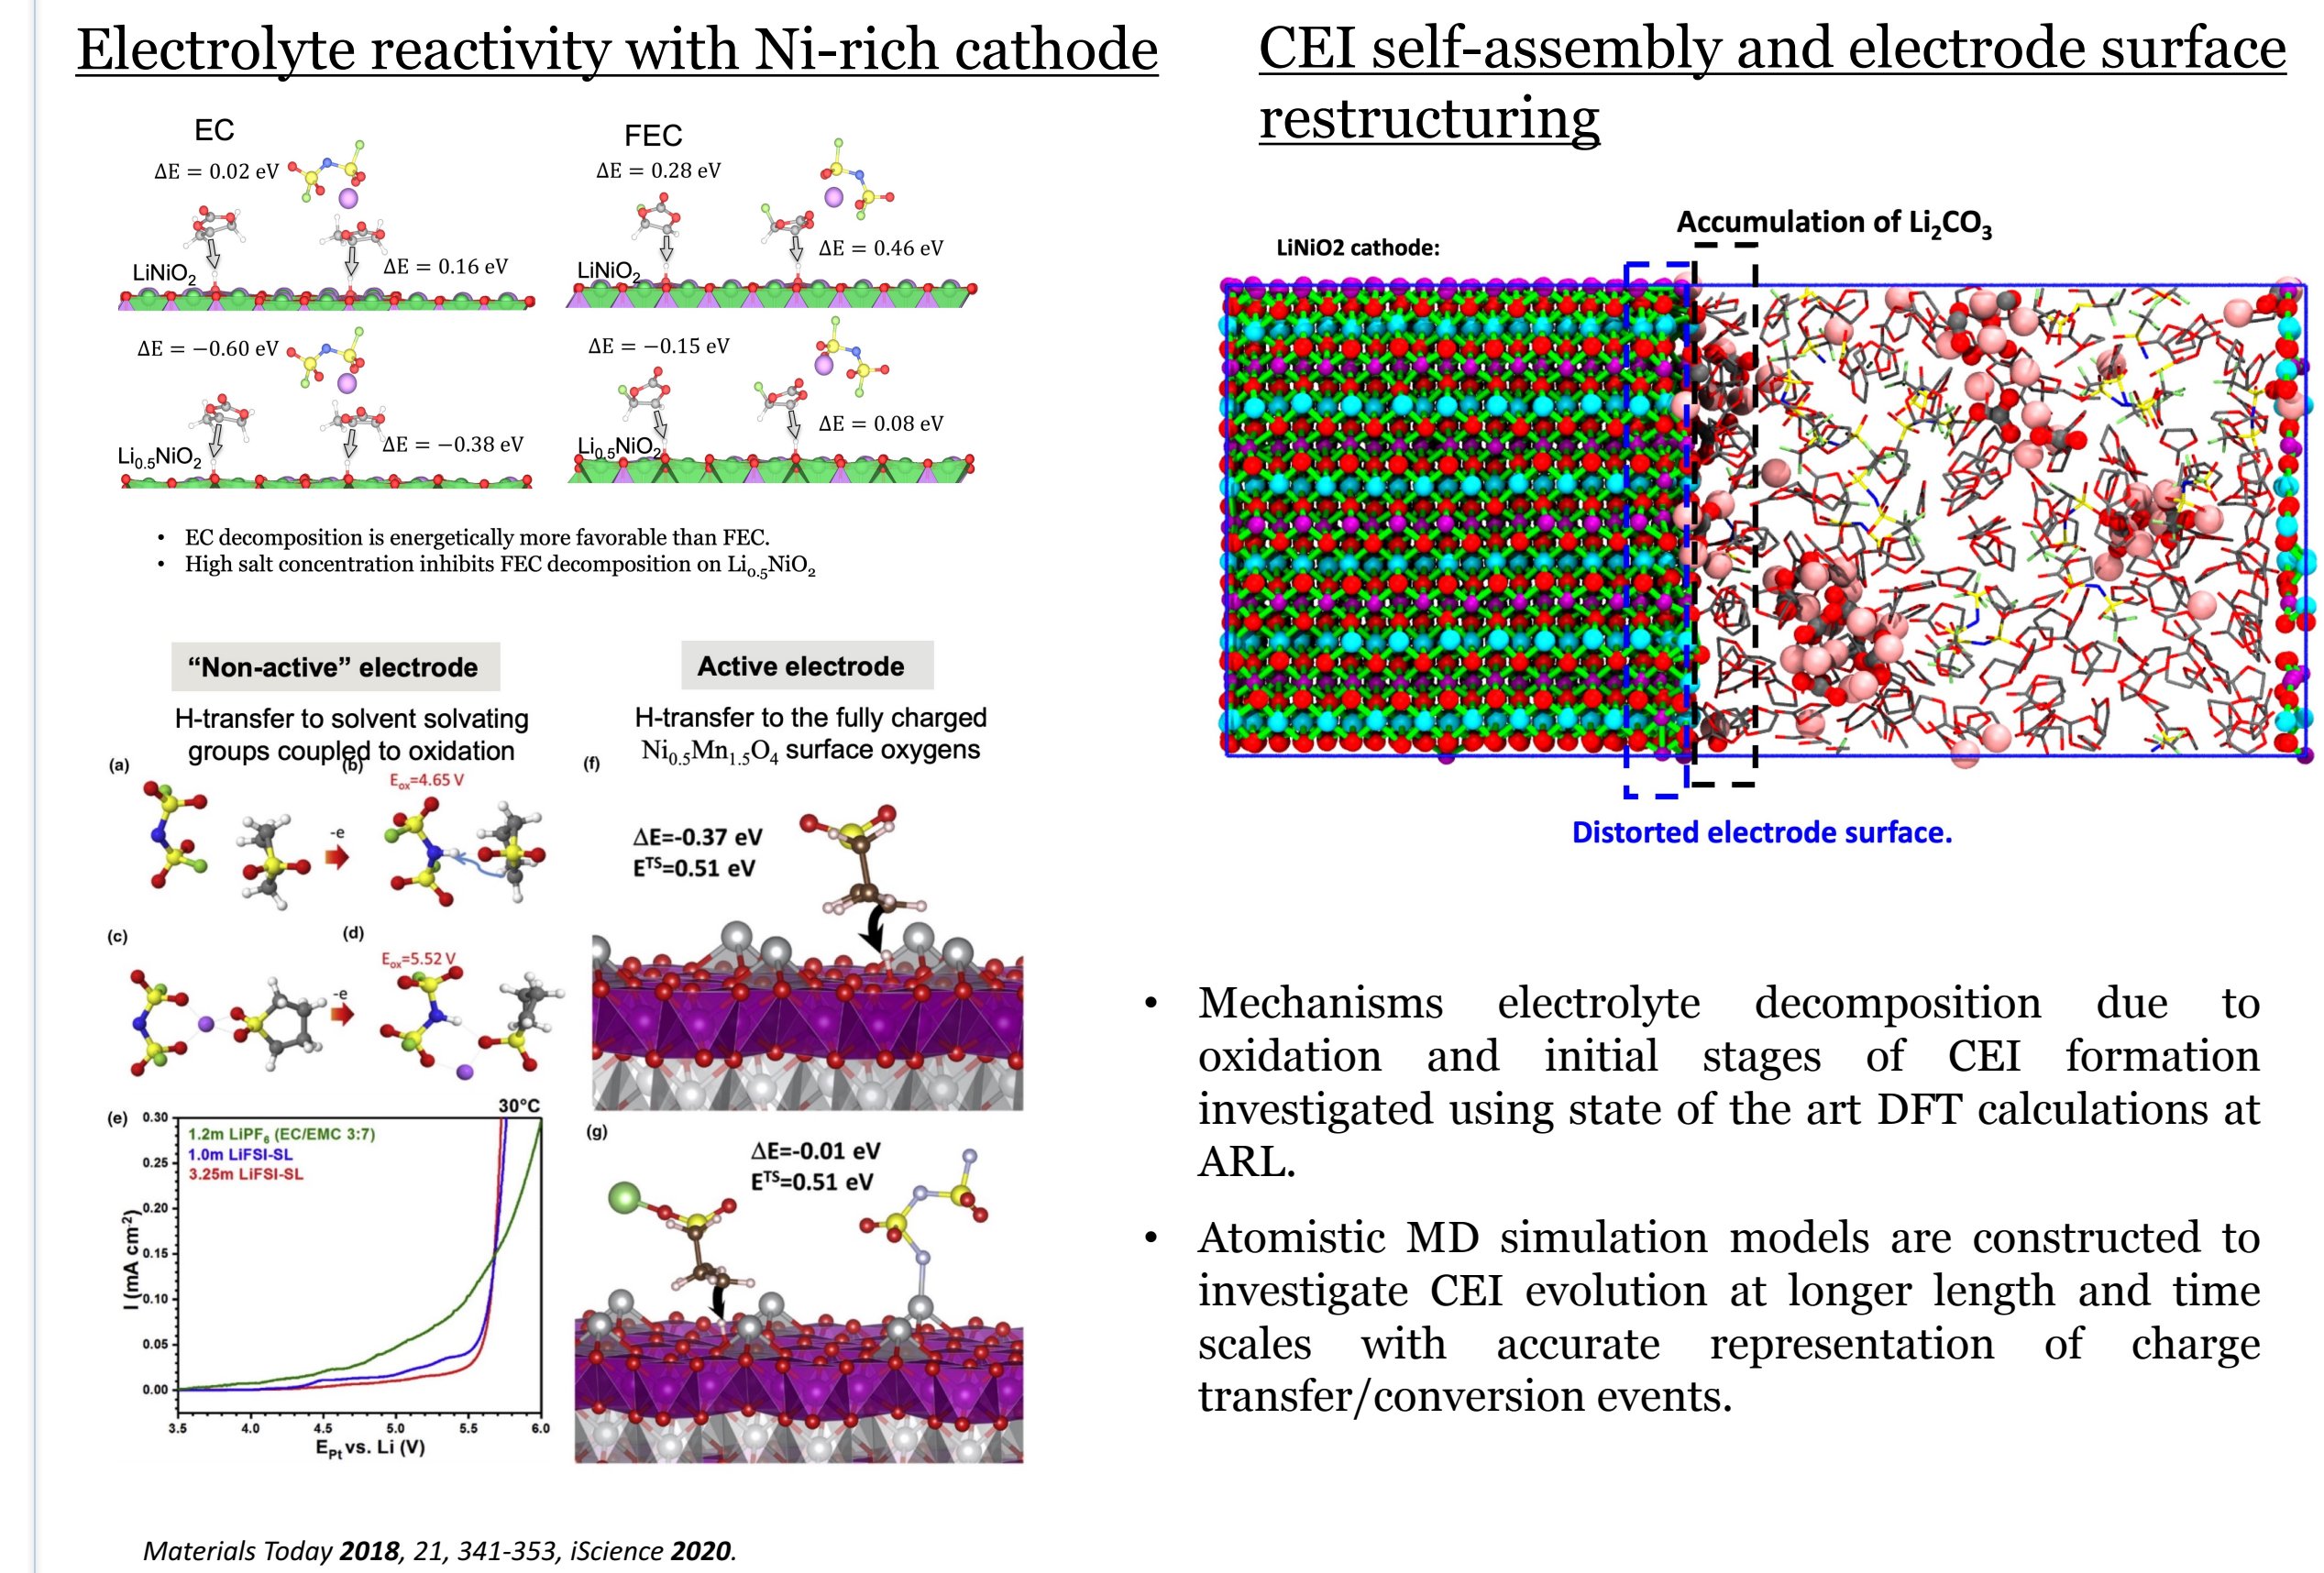 Electrolyte reactivity with Ni-rich cathode
EC
ΔE = 0.02 eV
ΔE = 0.16 eV
LiNiO₂
FEC
ΔE = 0.28 eV
ΔE = 0.46 eV
LiNiO₂
ΔE = −0.60 eV
ΔE = −0.38 eV
Li₀.₅NiO₂
ΔE = −0.15 eV
ΔE = 0.08 eV
Li₀.₅NiO₂
• EC decomposition is energetically more favorable than FEC.
• High salt concentration inhibits FEC decomposition on Li₀.₅NiO₂
“Non-active” electrode
H-transfer to solvent solvating
groups coupled to oxidation
(a)
-e
(b)
Eox=4.65 V
(c)
-e
(d)
Eox=5.52 V
(e)
30°C
1.2m LiPF₆ (EC/EMC 3:7)
1.0m LiFSI-SL
3.25m LiFSI-SL
I (mA cm⁻²)
0.30
0.25
0.20
0.15
0.10
0.05
0.00
3.5 4.0 4.5 5.0 5.5 6.0
EPt vs. Li (V)
Active electrode
H-transfer to the fully charged
Ni₀.₅Mn₁.₅O₄ surface oxygens
(f)
ΔE=-0.37 eV
Eᵀˢ=0.51 eV
(g)
ΔE=-0.01 eV
Eᵀˢ=0.51 eV
Materials Today 2018, 21, 341-353, iScience 2020.
CEI self-assembly and electrode surface
restructuring
Accumulation of Li₂CO₃
LiNiO2 cathode:
Distorted electrode surface.
• Mechanisms electrolyte decomposition due to
oxidation and initial stages of CEI formation
investigated using state of the art DFT calculations at
ARL.
• Atomistic MD simulation models are constructed to
investigate CEI evolution at longer length and time
scales with accurate representation of charge
transfer/conversion events.